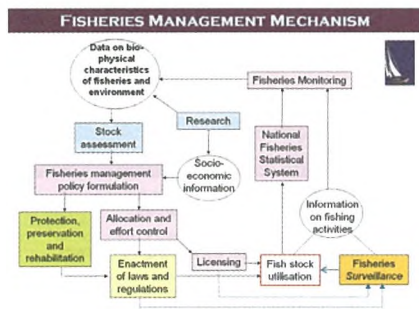 FISHERIES MANAGEMENT MECHANISM
Data on bio-
physical
characteristics
of fisheries and
environment
Fisheries Monitoring
Stock
assessment
Research
National
Fisheries
Statistical
System
Fisheries management
policy formulation
Socio-
economic
information
Protection,
preservation
and
rehabilitation
Allocation and
effort control
Information
on fishing
activities
Licensing
Enactment
of laws and
regulations
Fish stock
utilisation
Fisheries
Surveillance